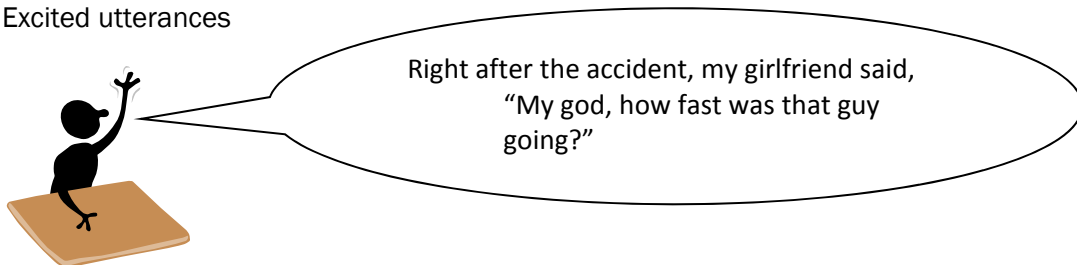 Excited utterances
Right after the accident, my girlfriend said,
“My god, how fast was that guy
going?”